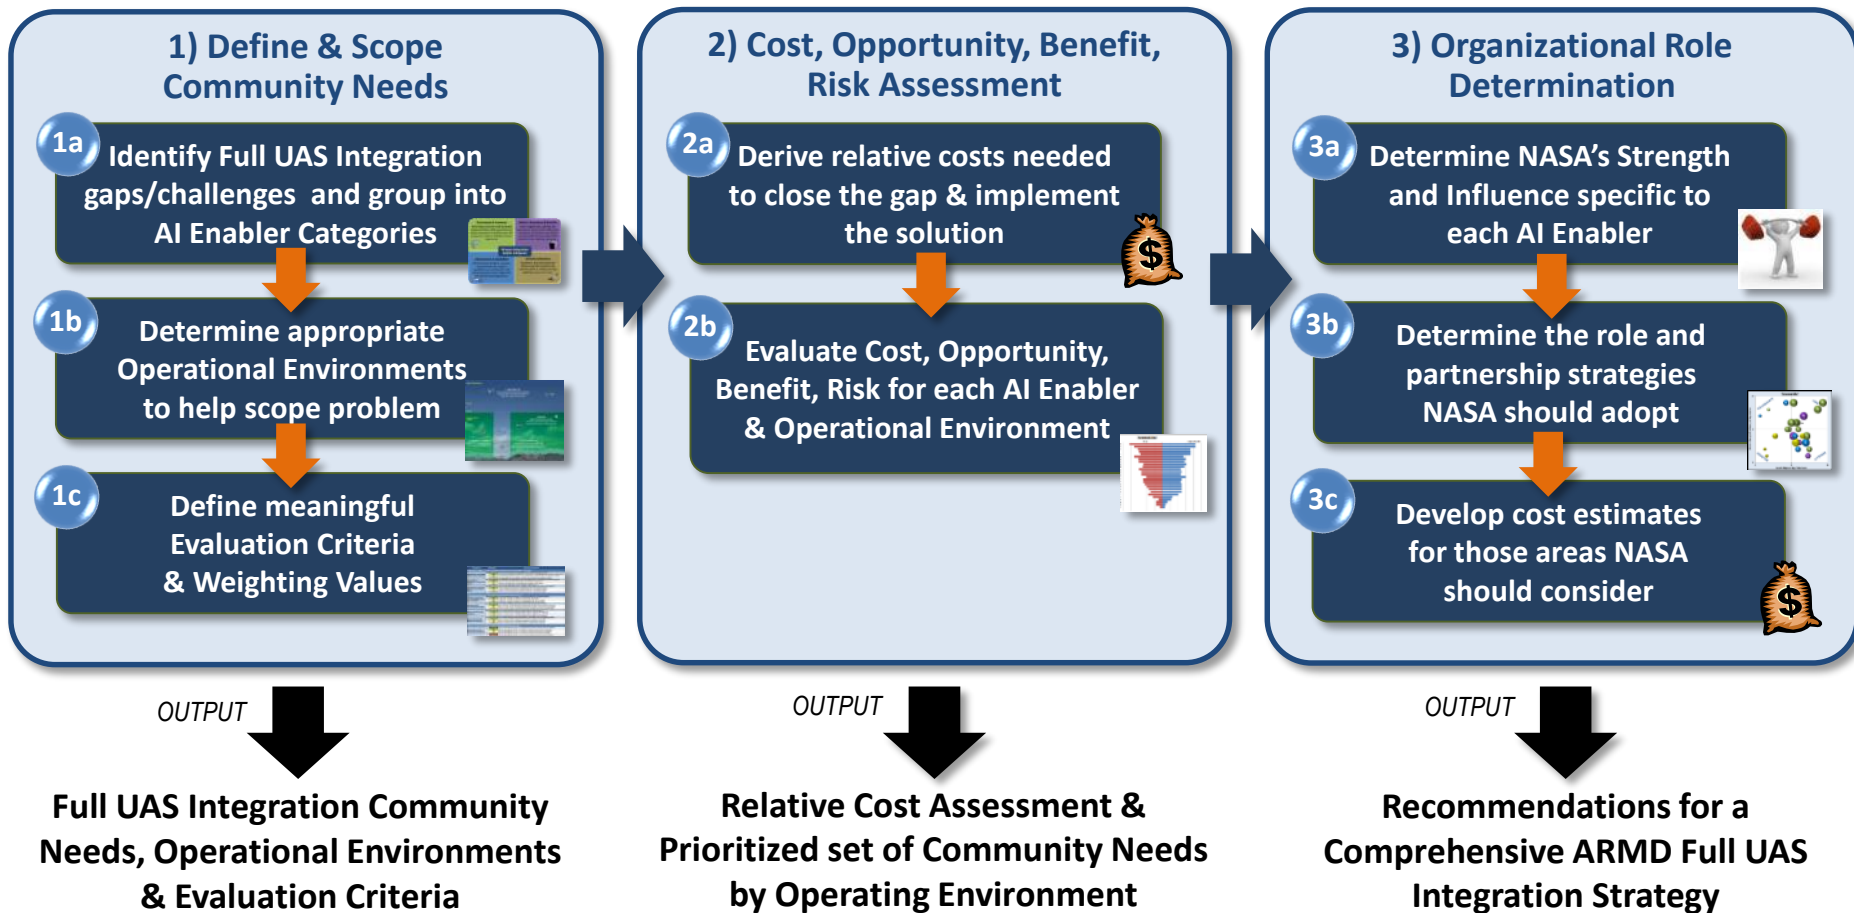 1) Define & Scope
Community Needs
1a
Identify Full UAS Integration
gaps/challenges and group into
AI Enabler Categories
1b
Determine appropriate
Operational Environments
to help scope problem
1c
Define meaningful
Evaluation Criteria
& Weighting Values
OUTPUT
Full UAS Integration Community
Needs, Operational Environments
& Evaluation Criteria
2) Cost, Opportunity, Benefit,
Risk Assessment
2a
Derive relative costs needed
to close the gap & implement
the solution
$
2b
Evaluate Cost, Opportunity,
Benefit, Risk for each AI Enabler
& Operational Environment
OUTPUT
Relative Cost Assessment &
Prioritized set of Community Needs
by Operating Environment
3) Organizational Role
Determination
3a
Determine NASA’s Strength
and Influence specific to
each AI Enabler
3b
Determine the role and
partnership strategies
NASA should adopt
3c
Develop cost estimates
for those areas NASA
should consider
$
OUTPUT
Recommendations for a
Comprehensive ARMD Full UAS
Integration Strategy